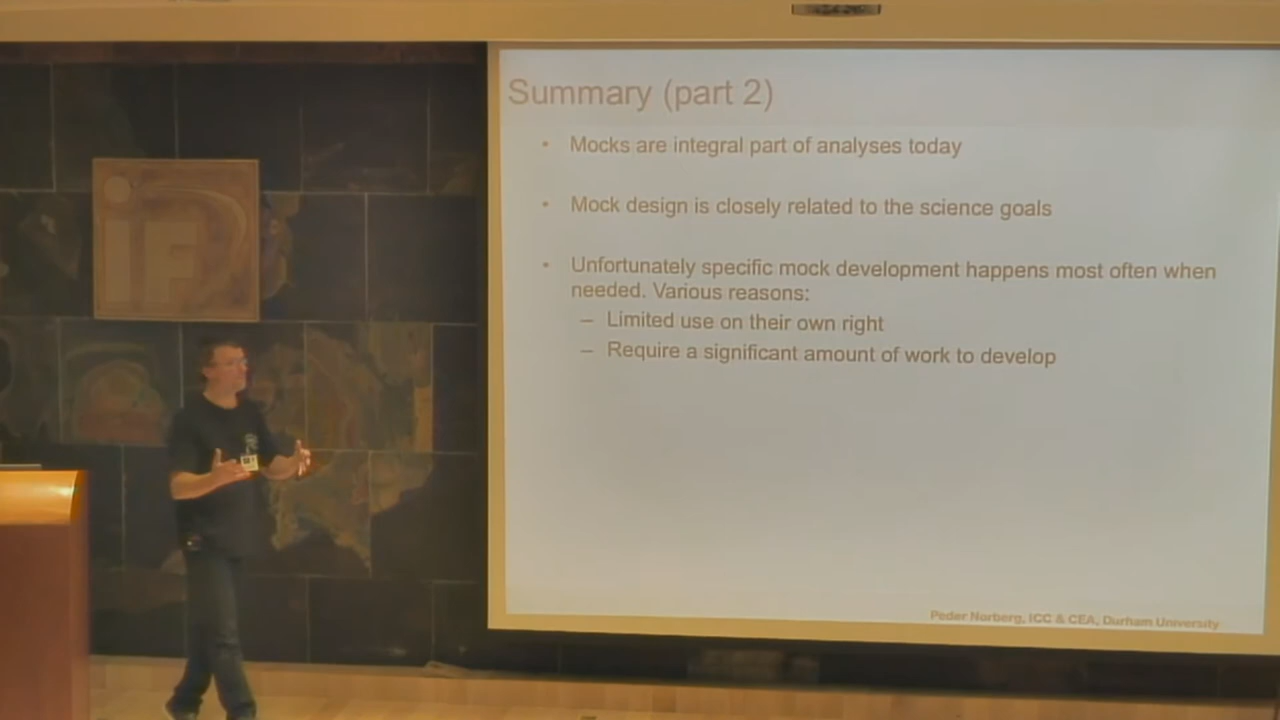 Summary (part 2)
• Mocks are integral part of analyses today
• Mock design is closely related to the science goals
• Unfortunately specific mock development happens most often when
needed. Various reasons:
– Limited use on their own right
– Require a significant amount of work to develop
Peder Norberg, ICC & CEA, Durham University
iF